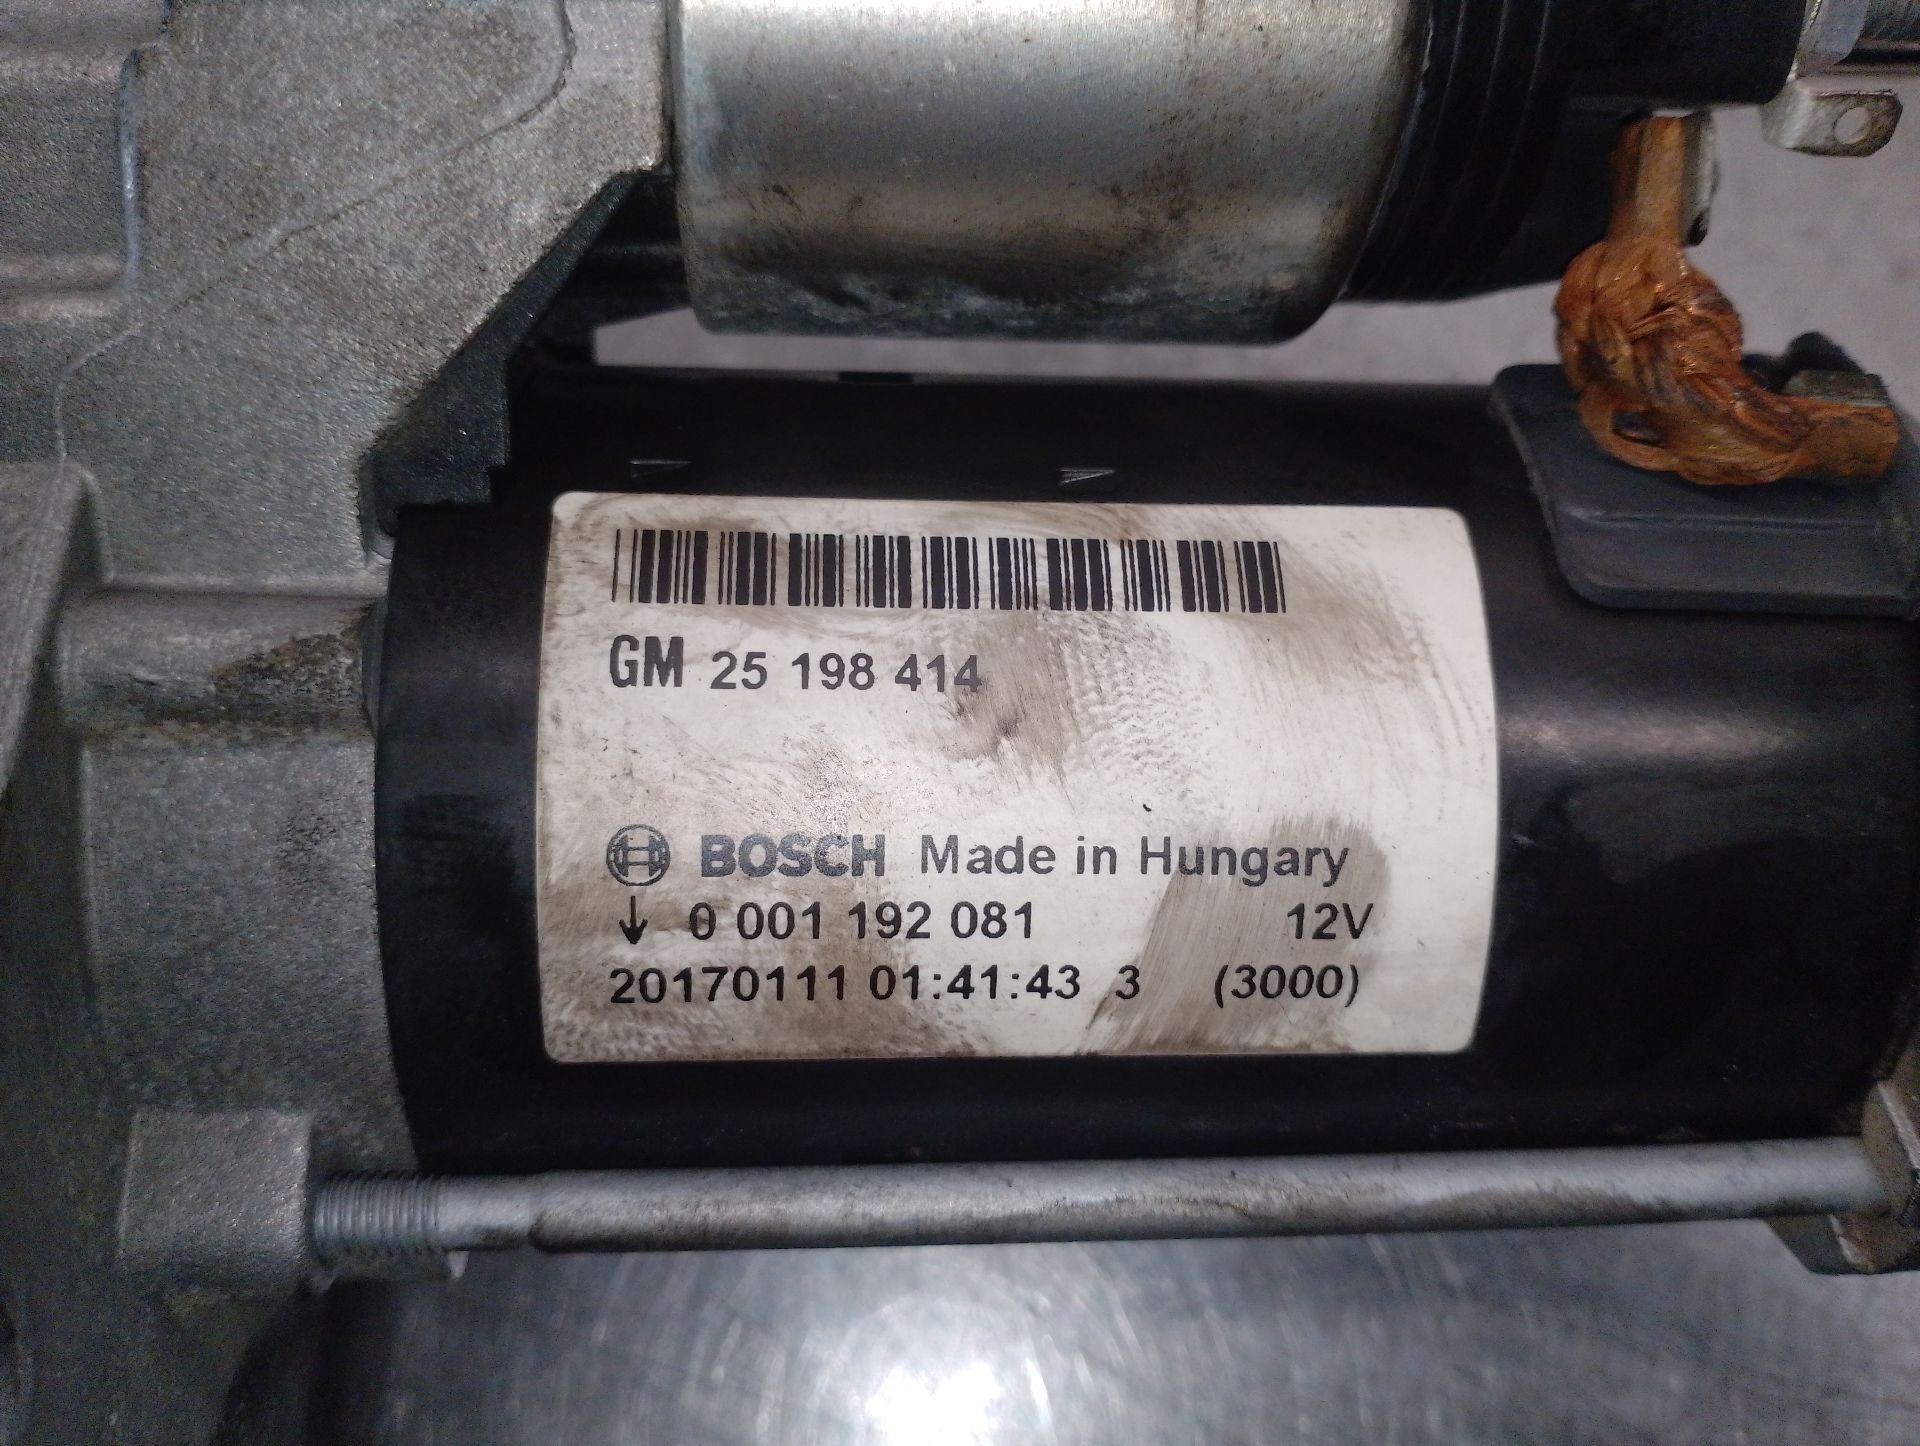 GM 25 198 414
BOSCH Made in Hungary
↓ 0 001 192 081 12V
20170111 01:41:43 3 (3000)